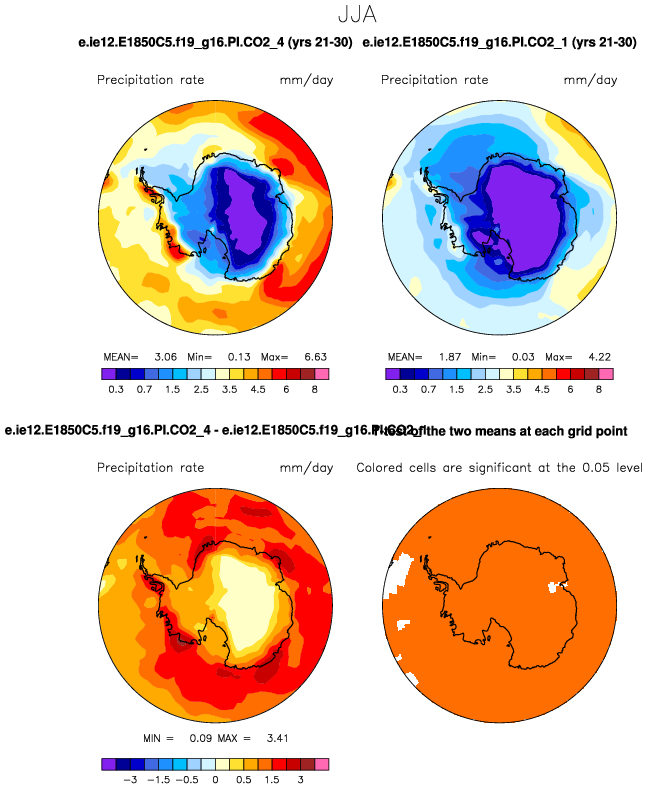 JJA
e.ie12.E1850C5.f19_g16.PI.CO2_4 (yrs 21-30) e.ie12.E1850C5.f19_g16.PI.CO2_1 (yrs 21-30)
Precipitation rate mm/day Precipitation rate mm/day
MEAN= 3.06 Min= 0.13 Max= 6.63 MEAN= 1.87 Min= 0.03 Max= 4.22
0.3 0.7 1.5 2.5 3.5 4.5 6 8 0.3 0.7 1.5 2.5 3.5 4.5 6 8
e.ie12.E1850C5.f19_g16.PI.CO2_4 - e.ie12.E1850C5.f19_g16.PI.CO2_1 T-test of the two means at each grid point
Precipitation rate mm/day Colored cells are significant at the 0.05 level
MIN = 0.09 MAX = 3.41
-3 -1.5 -0.5 0 0.5 1.5 3